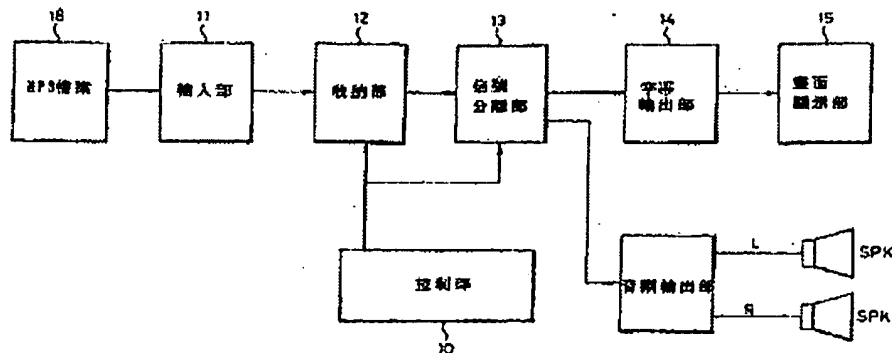 18
11
12
13
14
15
MP3檔案
輸入部
收納部
信號
分離部
字幕
輸出部
畫面
顯示部
控制部
10
音訊輸出部
L
R
SPK
SPK